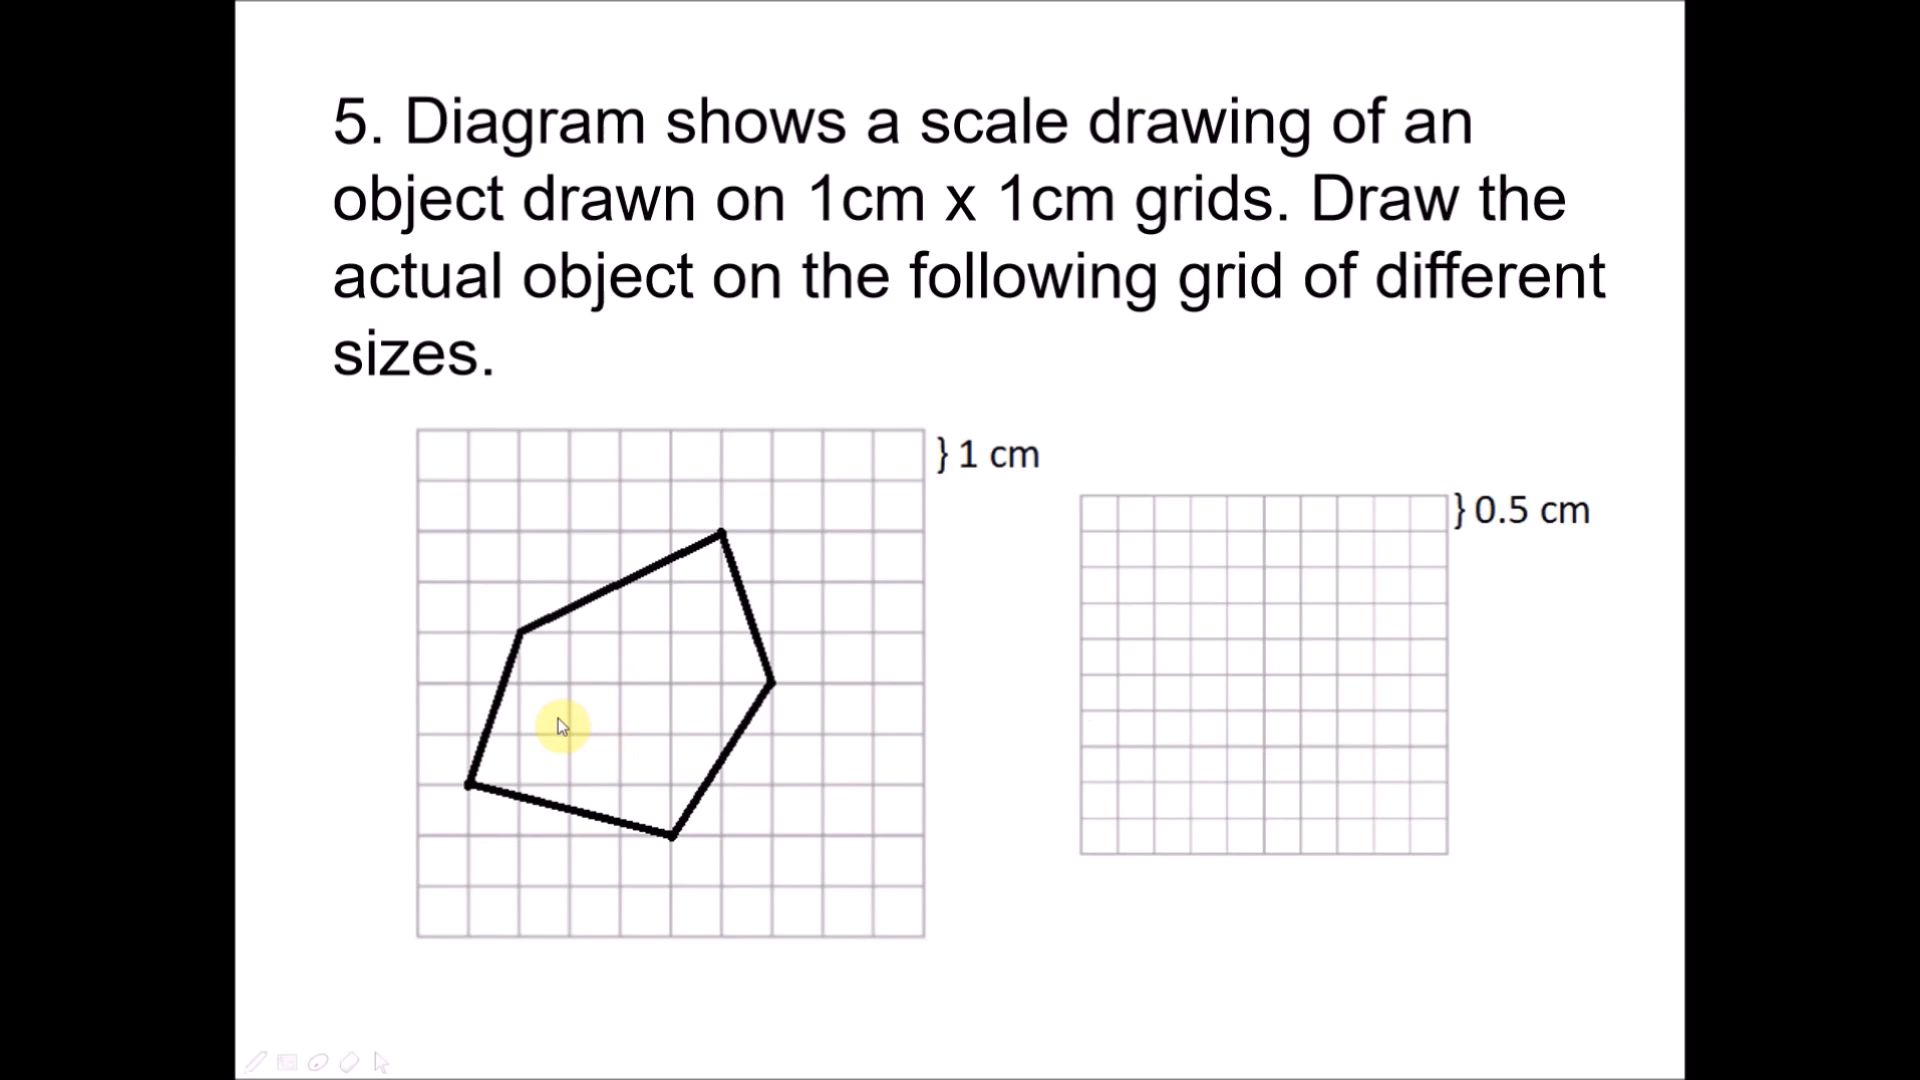 5. Diagram shows a scale drawing of an
object drawn on 1cm x 1cm grids. Draw the
actual object on the following grid of different
sizes.
} 1 cm
} 0.5 cm